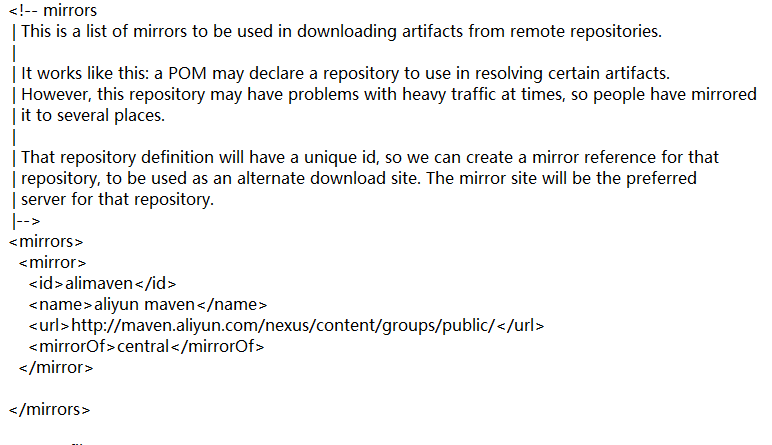 <!-- mirrors
| This is a list of mirrors to be used in downloading artifacts from remote repositories.
|
| It works like this: a POM may declare a repository to use in resolving certain artifacts.
| However, this repository may have problems with heavy traffic at times, so people have mirrored
| it to several places.
|
| That repository definition will have a unique id, so we can create a mirror reference for that
| repository, to be used as an alternate download site. The mirror site will be the preferred
| server for that repository.
|-->
<mirrors>
<mirror>
<id>alimaven</id>
<name>aliyun maven</name>
<url>http://maven.aliyun.com/nexus/content/groups/public/</url>
<mirrorOf>central</mirrorOf>
</mirror>
</mirrors>